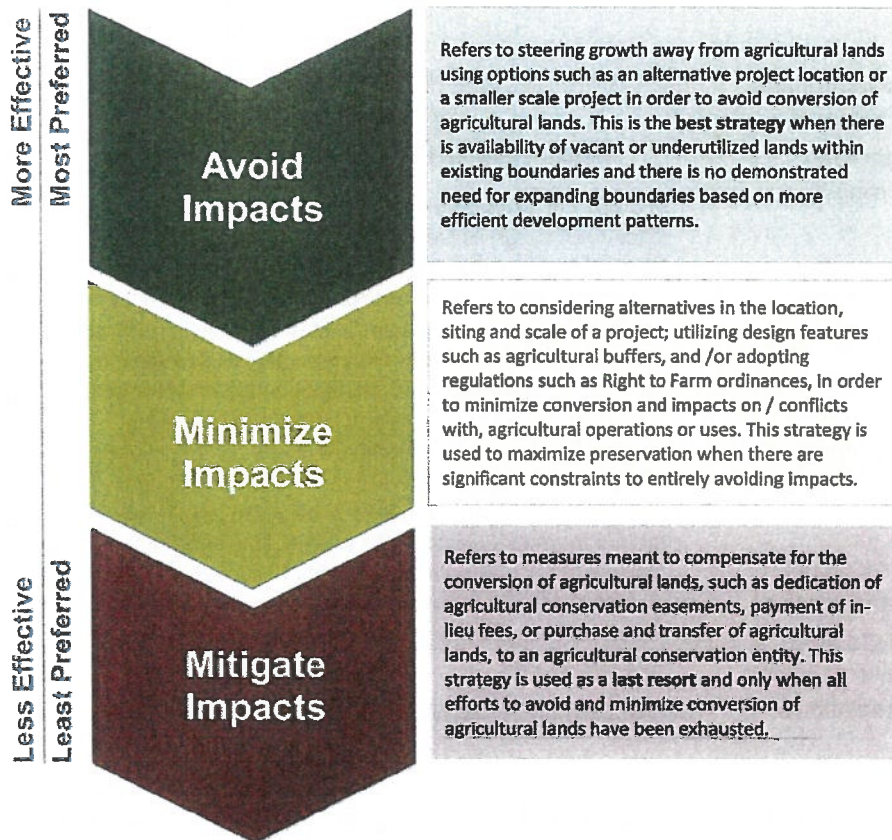 More Effective
Most Preferred
Avoid
Impacts
Refers to steering growth away from agricultural lands
using options such as an alternative project location or
a smaller scale project in order to avoid conversion of
agricultural lands. This is the best strategy when there
is availability of vacant or underutilized lands within
existing boundaries and there is no demonstrated
need for expanding boundaries based on more
efficient development patterns.
Minimize
Impacts
Refers to considering alternatives in the location,
siting and scale of a project; utilizing design features
such as agricultural buffers, and /or adopting
regulations such as Right to Farm ordinances, in order
to minimize conversion and impacts on / conflicts
with, agricultural operations or uses. This strategy is
used to maximize preservation when there are
significant constraints to entirely avoiding impacts.
Less Effective
Least Preferred
Mitigate
Impacts
Refers to measures meant to compensate for the
conversion of agricultural lands, such as dedication of
agricultural conservation easements, payment of in-
lieu fees, or purchase and transfer of agricultural
lands, to an agricultural conservation entity. This
strategy is used as a last resort and only when all
efforts to avoid and minimize conversion of
agricultural lands have been exhausted.